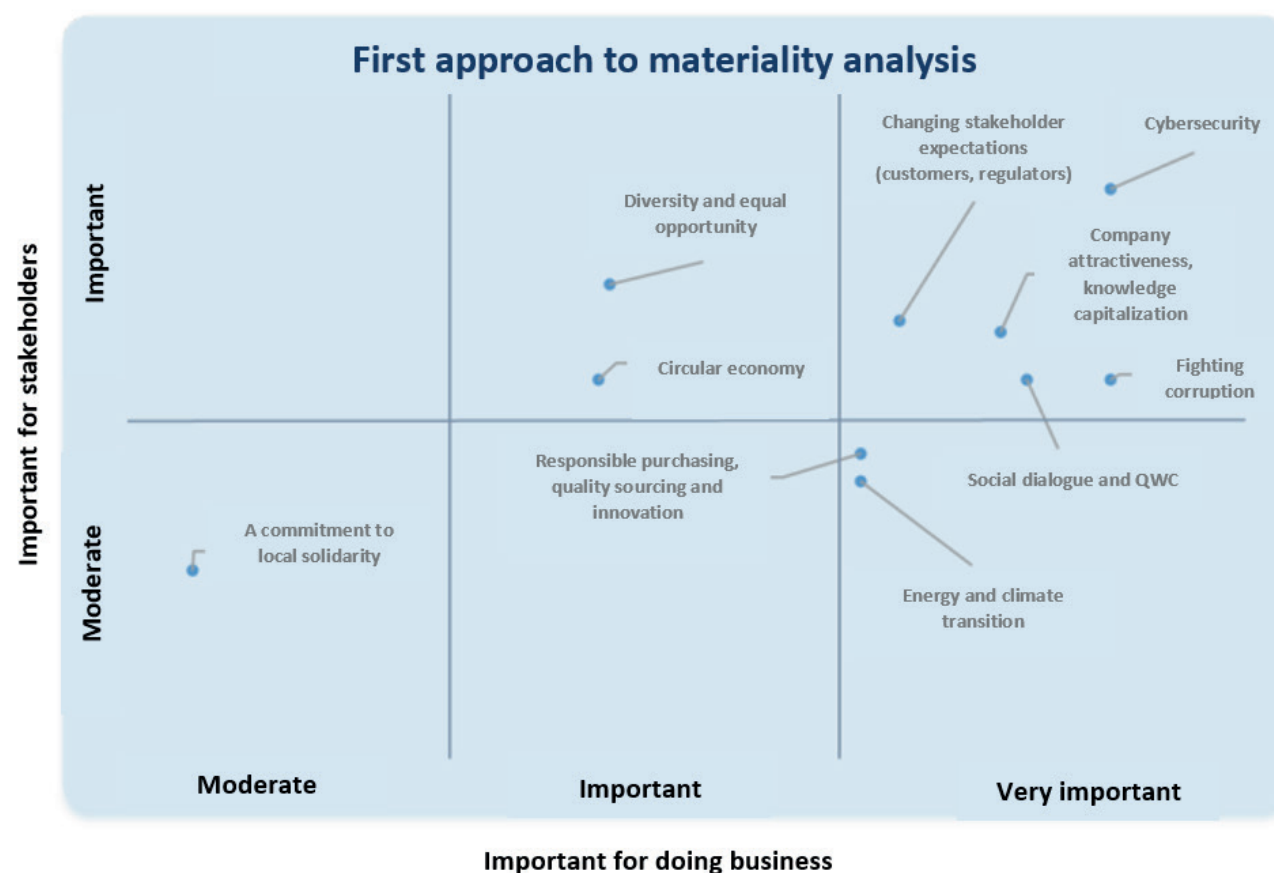 First approach to materiality analysis
Important for stakeholders
Important
Moderate
Changing stakeholder
expectations
(customers, regulators)
Cybersecurity
Diversity and equal
opportunity
Company
attractiveness,
knowledge
capitalization
Circular economy
Fighting
corruption
Responsible purchasing,
quality sourcing and
innovation
Social dialogue and QWC
A commitment to
local solidarity
Energy and climate
transition
Moderate
Important
Very important
Important for doing business